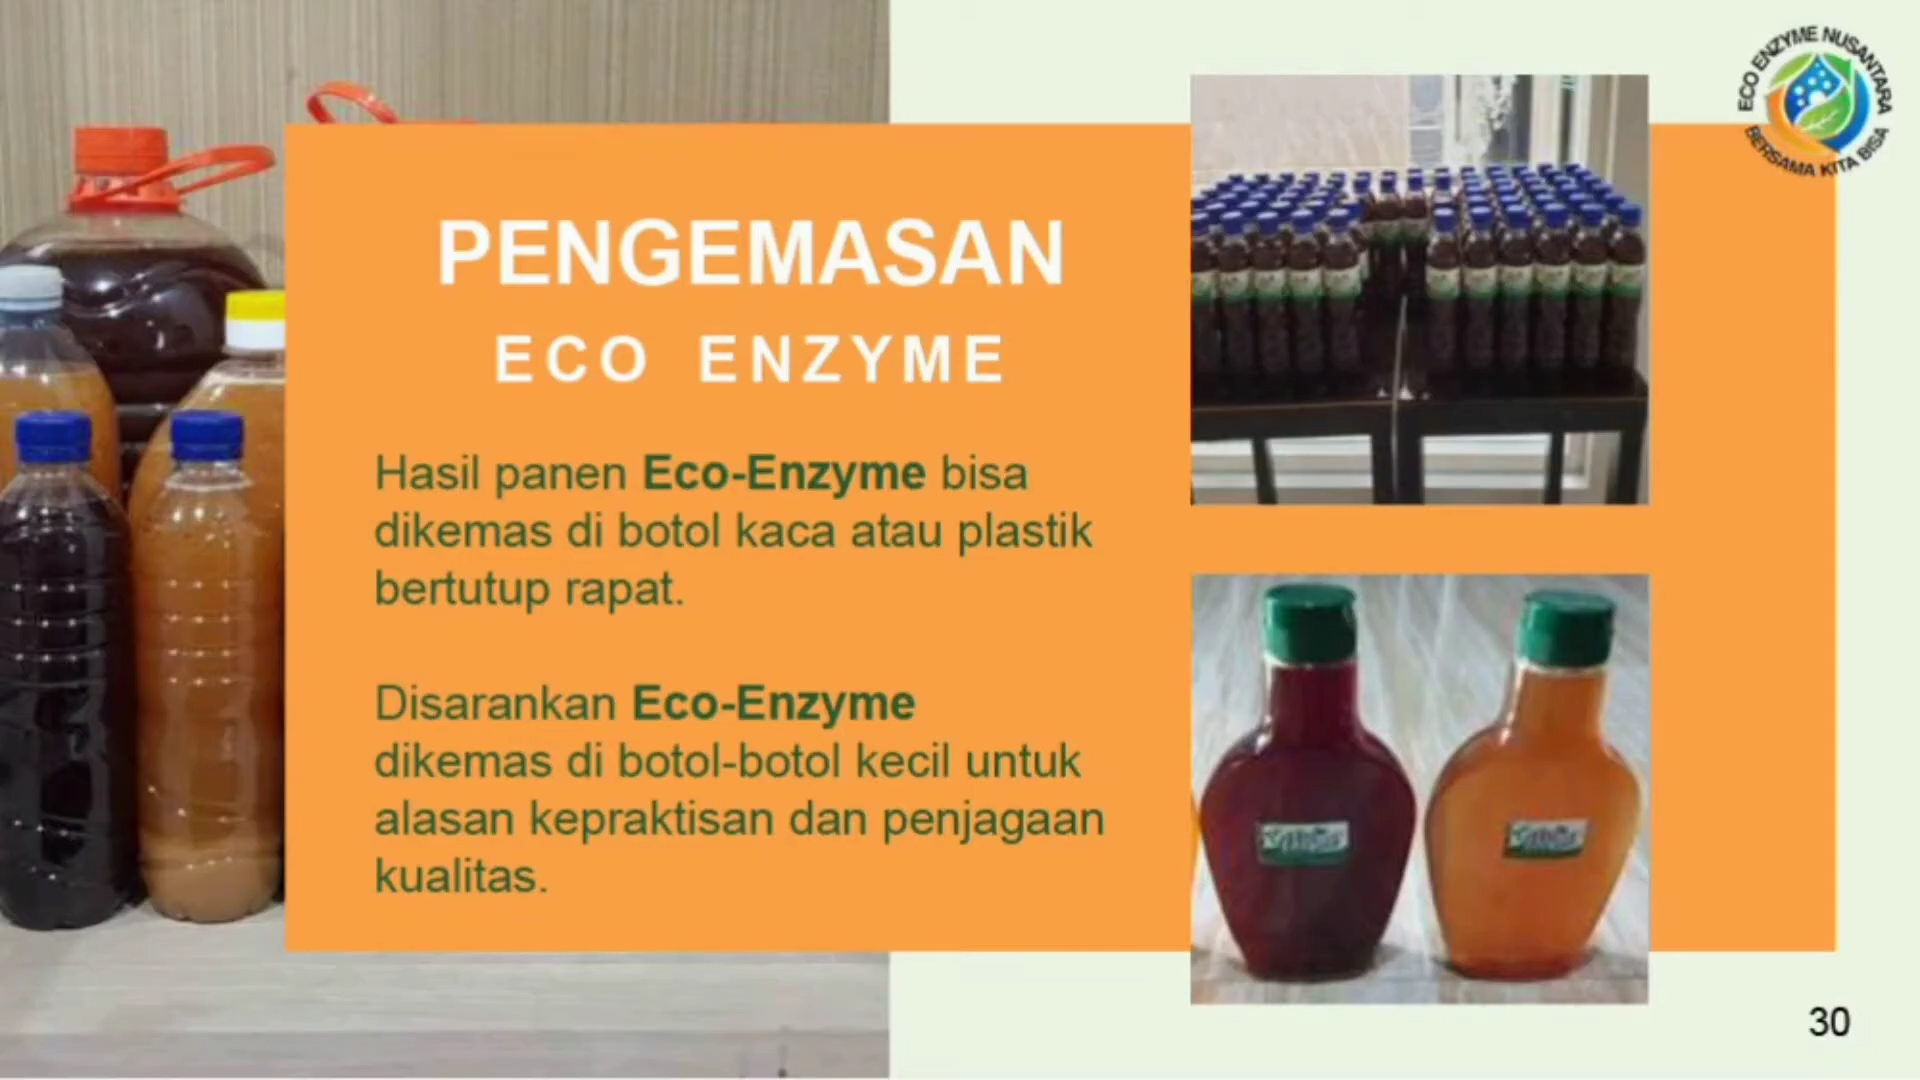 ECO ENZYME NUSANTARA
BERSAMA KITA BISA
PENGEMASAN
ECO ENZYME
Hasil panen Eco-Enzyme bisa
dikemas di botol kaca atau plastik
bertutup rapat.
Disarankan Eco-Enzyme
dikemas di botol-botol kecil untuk
alasan kepraktisan dan penjagaan
kualitas.
30